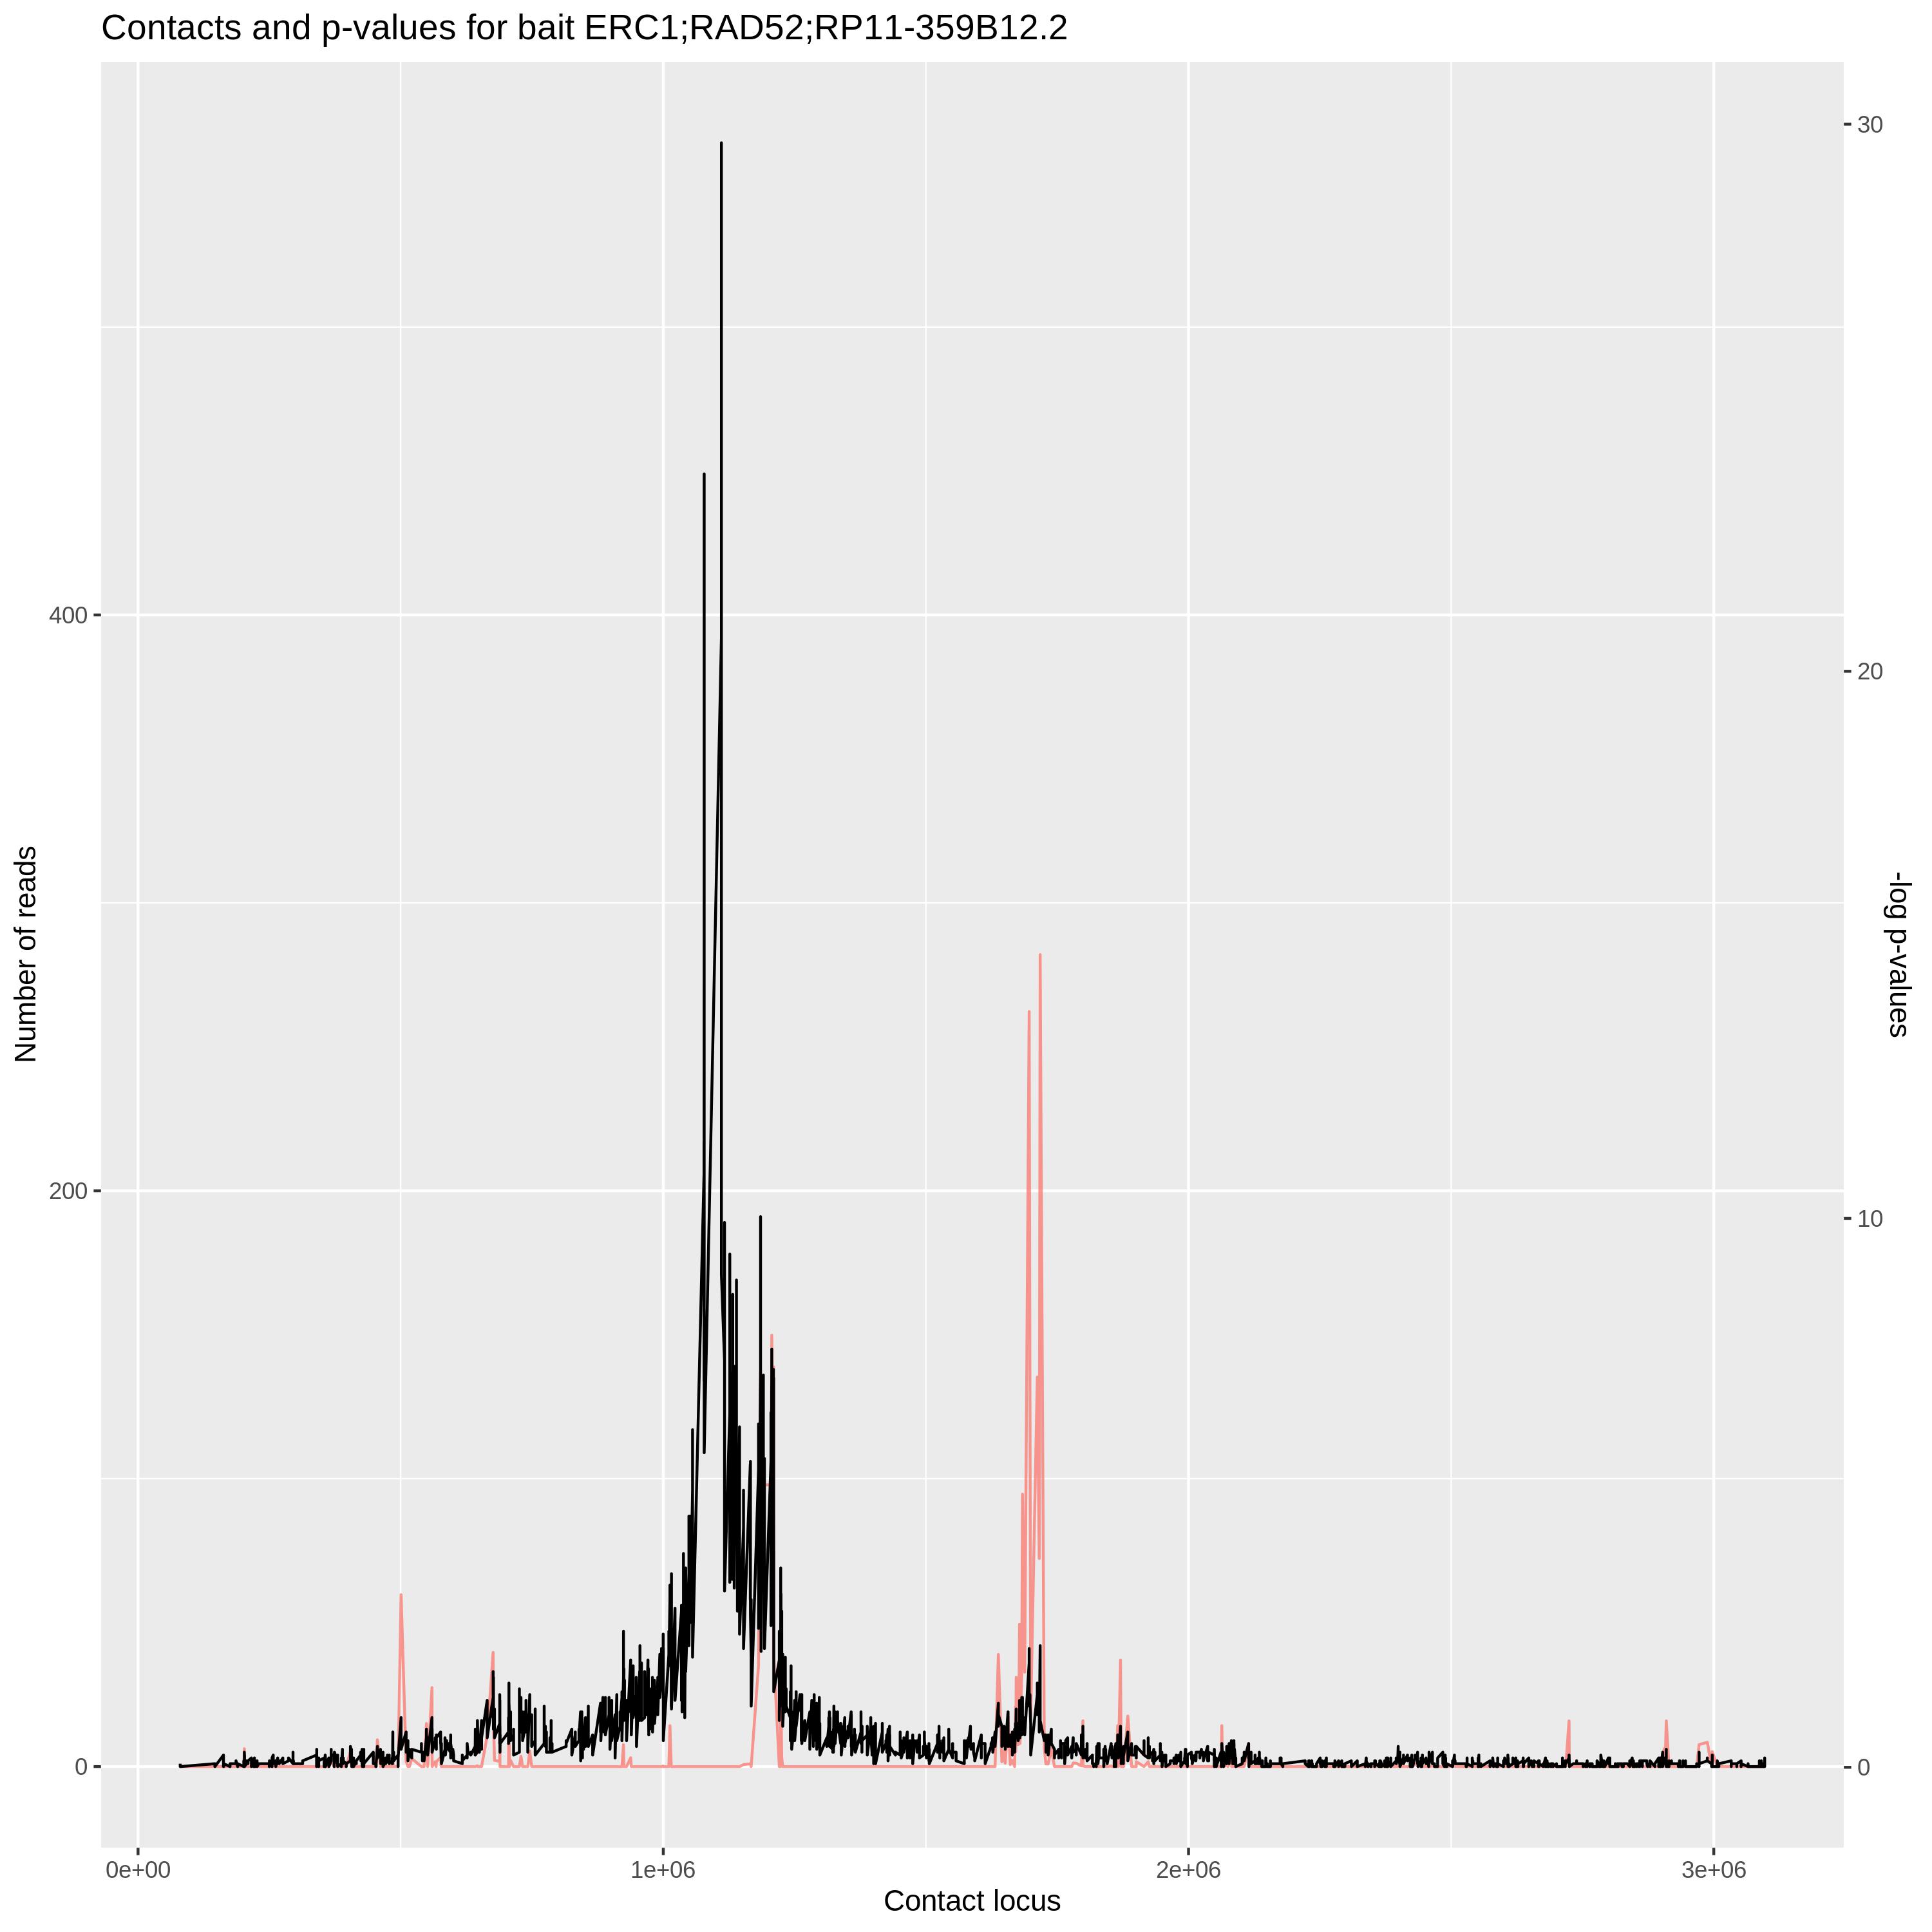 Contacts and p-values for bait ERC1;RAD52;RP11-359B12.2
30
400
20
Number of reads
-log p-values
200
10
0
0
0e+00
1e+06
2e+06
3e+06
Contact locus